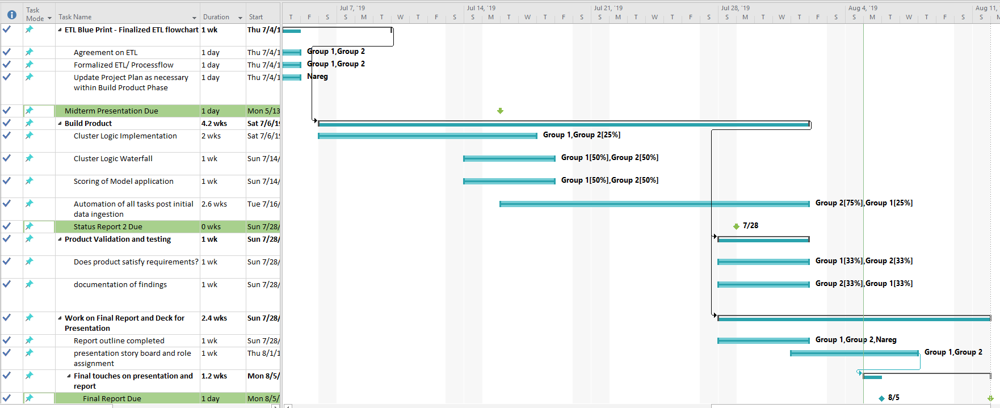 Jul 7, '19 Jul 14, '19 Jul 21, '19 Jul 28, '19 Aug 4, '19 Aug 11,
Task Mode Task Name Duration Start
T F S S M T W T F S S M T W T F S S M T W T F S S M T W T F S S M T W T F S S M
ETL Blue Print - Finalized ETL flowchart 1 wk Thu 7/4/1
Agreement on ETL 1 day Thu 7/4/1 Group 1,Group 2
Formalized ETL/ Processflow 1 day Thu 7/4/1 Group 1,Group 2
Update Project Plan as necessary 1 day Thu 7/4/1 Nareg
within Build Product Phase
Midterm Presentation Due 1 day Mon 5/13
Build Product 4.2 wks Sat 7/6/19
Cluster Logic Implementation 2 wks Sat 7/6/19 Group 1,Group 2[25%]
Cluster Logic Waterfall 1 wk Sun 7/14/ Group 1[50%],Group 2[50%]
Scoring of Model application 1 wk Sun 7/14/ Group 1[50%],Group 2[50%]
Automation of all tasks post initial 2.6 wks Tue 7/16/ Group 2[75%],Group 1[25%]
data ingestion
Status Report 2 Due 0 wks Sun 7/28/ 7/28
Product Validation and testing 1 wk Sun 7/28/
Does product satisfy requirements? 1 wk Sun 7/28/ Group 1[33%],Group 2[33%]
documentation of findings 1 wk Sun 7/28/ Group 2[33%],Group 1[33%]
Work on Final Report and Deck for 2.4 wks Sun 7/28/
Presentation
Report outline completed 1 wk Sun 7/28/ Group 1,Group 2,Nareg
presentation story board and role 1 wk Thu 8/1/1 Group 1,Group 2
assignment
Final touches on presentation and 1.2 wks Mon 8/5/
report
Final Report Due 1 day Mon 8/5/ 8/5